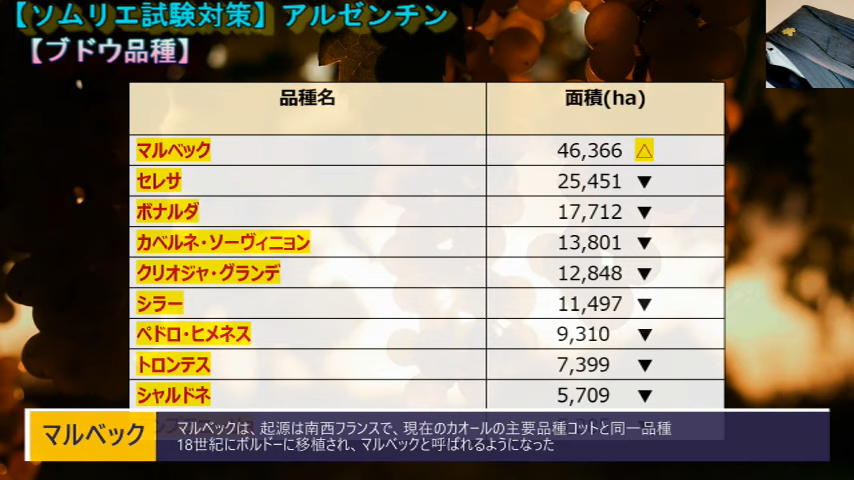 【ソムリエ試験対策】アルゼンチン
【ブドウ品種】
品種名 面積(ha)
マルベック 46,366 △
セレサ 25,451 ▼
ボナルダ 17,712 ▼
カベルネ・ソーヴィニョン 13,801 ▼
クリオジャ・グランデ 12,848 ▼
シラー 11,497 ▼
ペドロ・ヒメネス 9,310 ▼
トロンテス 7,399 ▼
シャルドネ 5,709 ▼
マルベック
マルベックは、起源は南西フランスで、現在のカオールの主要品種コットと同一品種
18世紀にボルドーに移植され、マルベックと呼ばれるようになった